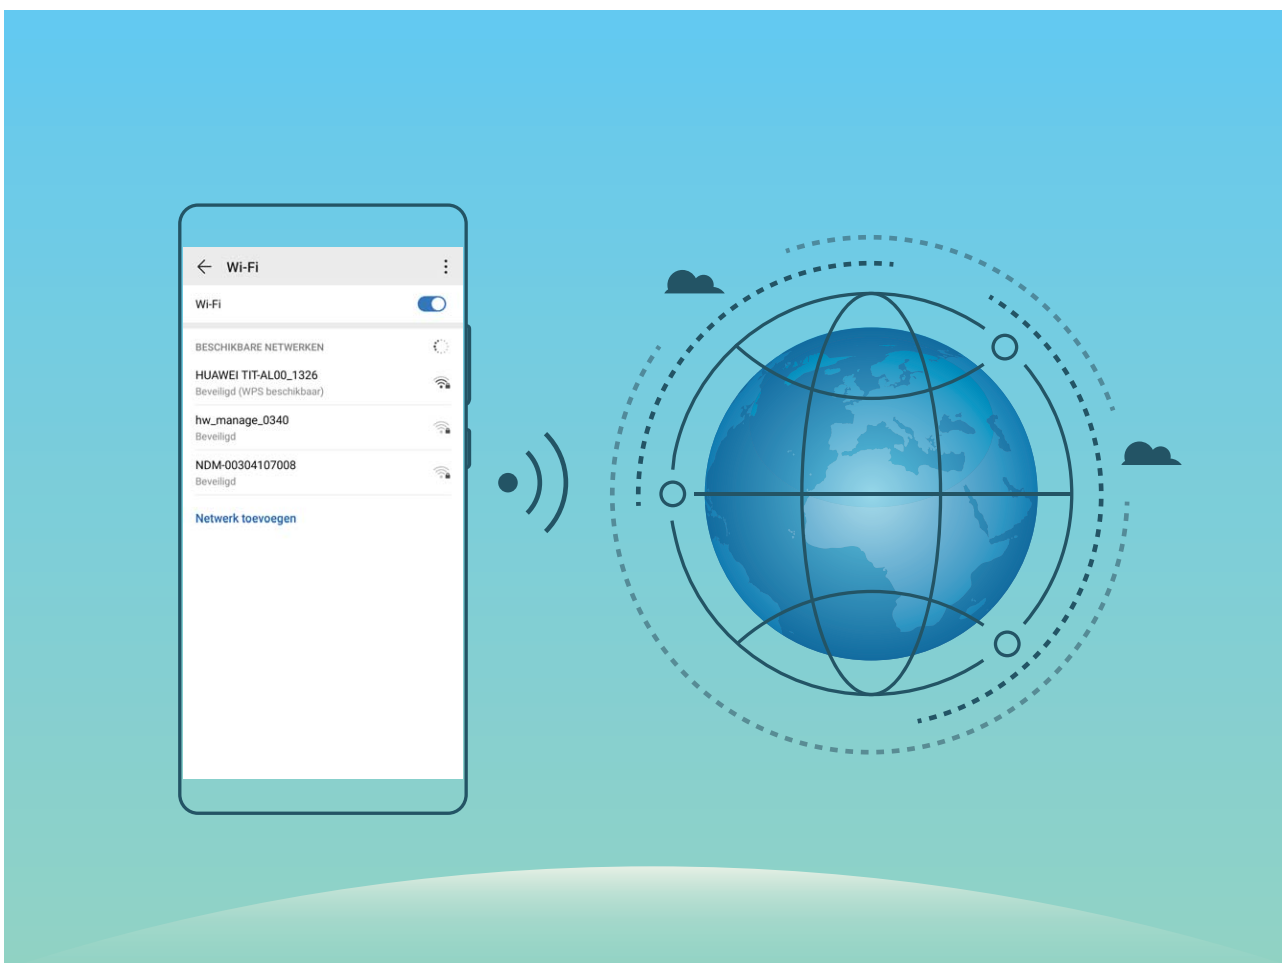 Wi-Fi
Wi-Fi
BESCHIKBARE NETWERKEN
HUAWEI TIT-AL00_1326
Beveiligd (WPS beschikbaar)
hw_manage_0340
Beveiligd
NDM-00304107008
Beveiligd
Netwerk toevoegen